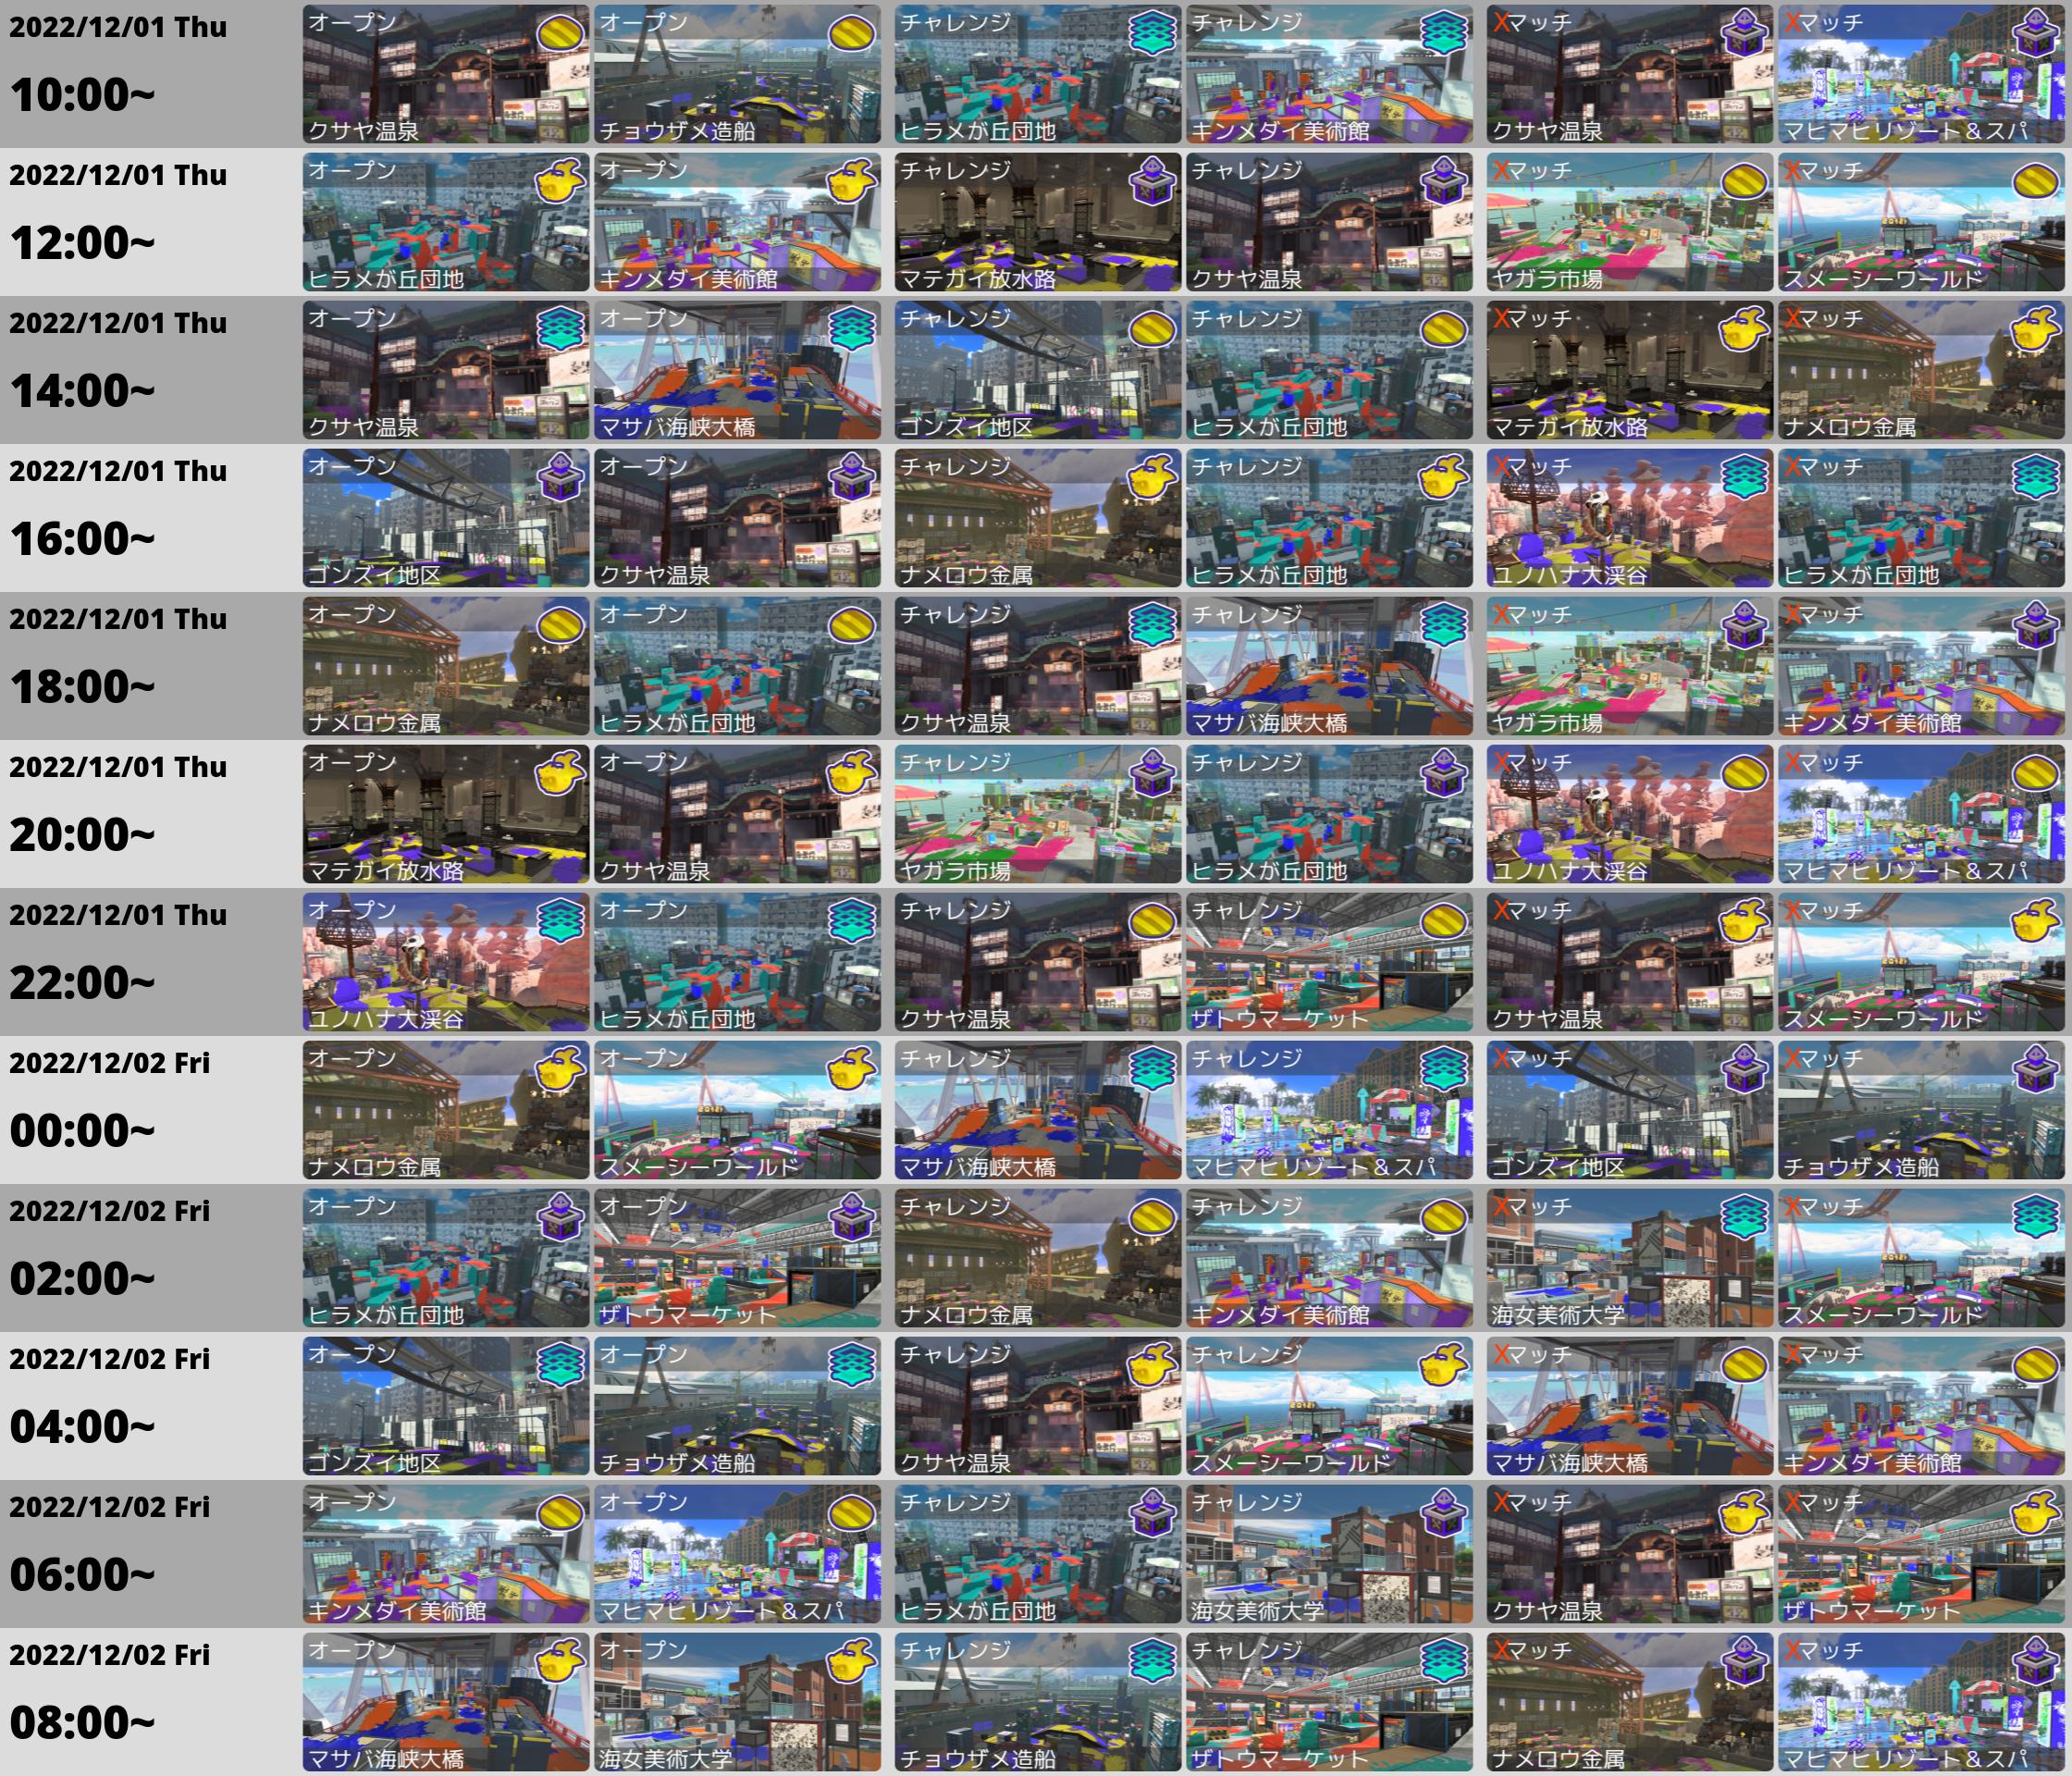 2022/12/01 Thu
10:00~
オープン オープン チャレンジ チャレンジ Xマッチ Xマッチ
クサヤ温泉 チョウザメ造船 ヒラメが丘団地 キンメダイ美術館 クサヤ温泉 マヒマヒリゾート＆スパ
2022/12/01 Thu
12:00~
オープン オープン チャレンジ チャレンジ Xマッチ Xマッチ
ヒラメが丘団地 キンメダイ美術館 マテガイ放水路 クサヤ温泉 ヤガラ市場 スメーシーワールド
2022/12/01 Thu
14:00~
オープン オープン チャレンジ チャレンジ Xマッチ Xマッチ
クサヤ温泉 マサバ海峡大橋 ゴンズイ地区 ヒラメが丘団地 マテガイ放水路 ナメロウ金属
2022/12/01 Thu
16:00~
オープン オープン チャレンジ チャレンジ Xマッチ Xマッチ
ゴンズイ地区 クサヤ温泉 ナメロウ金属 ヒラメが丘団地 ユノハナ大渓谷 ヒラメが丘団地
2022/12/01 Thu
18:00~
オープン オープン チャレンジ チャレンジ Xマッチ Xマッチ
ナメロウ金属 ヒラメが丘団地 クサヤ温泉 マサバ海峡大橋 ヤガラ市場 キンメダイ美術館
2022/12/01 Thu
20:00~
オープン オープン チャレンジ チャレンジ Xマッチ Xマッチ
マテガイ放水路 クサヤ温泉 ヤガラ市場 ヒラメが丘団地 ユノハナ大渓谷 マヒマヒリゾート＆スパ
2022/12/01 Thu
22:00~
オープン オープン チャレンジ チャレンジ Xマッチ Xマッチ
ユノハナ大渓谷 ヒラメが丘団地 クサヤ温泉 ザトウマーケット クサヤ温泉 スメーシーワールド
2022/12/02 Fri
00:00~
オープン オープン チャレンジ チャレンジ Xマッチ Xマッチ
ナメロウ金属 スメーシーワールド マサバ海峡大橋 マヒマヒリゾート＆スパ ゴンズイ地区 チョウザメ造船
2022/12/02 Fri
02:00~
オープン オープン チャレンジ チャレンジ Xマッチ Xマッチ
ヒラメが丘団地 ザトウマーケット ナメロウ金属 キンメダイ美術館 海女美術大学 スメーシーワールド
2022/12/02 Fri
04:00~
オープン オープン チャレンジ チャレンジ Xマッチ Xマッチ
ゴンズイ地区 チョウザメ造船 クサヤ温泉 スメーシーワールド マサバ海峡大橋 キンメダイ美術館
2022/12/02 Fri
06:00~
オープン オープン チャレンジ チャレンジ Xマッチ Xマッチ
キンメダイ美術館 マヒマヒリゾート＆スパ ヒラメが丘団地 海女美術大学 クサヤ温泉 ザトウマーケット
2022/12/02 Fri
08:00~
オープン オープン チャレンジ チャレンジ Xマッチ Xマッチ
マサバ海峡大橋 海女美術大学 チョウザメ造船 ザトウマーケット ナメロウ金属 マヒマヒリゾート＆スパ